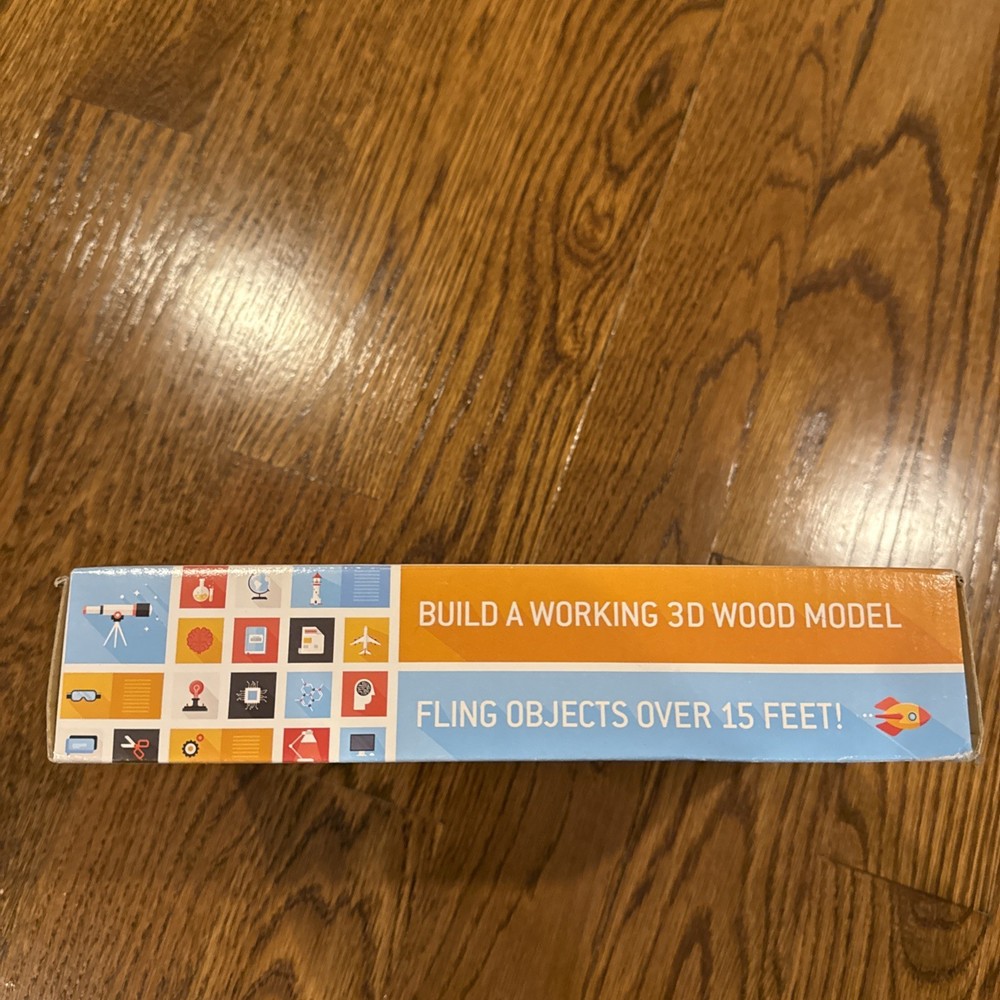 BUILD A WORKING 3D WOOD MODEL
FLING OBJECTS OVER 15 FEET!